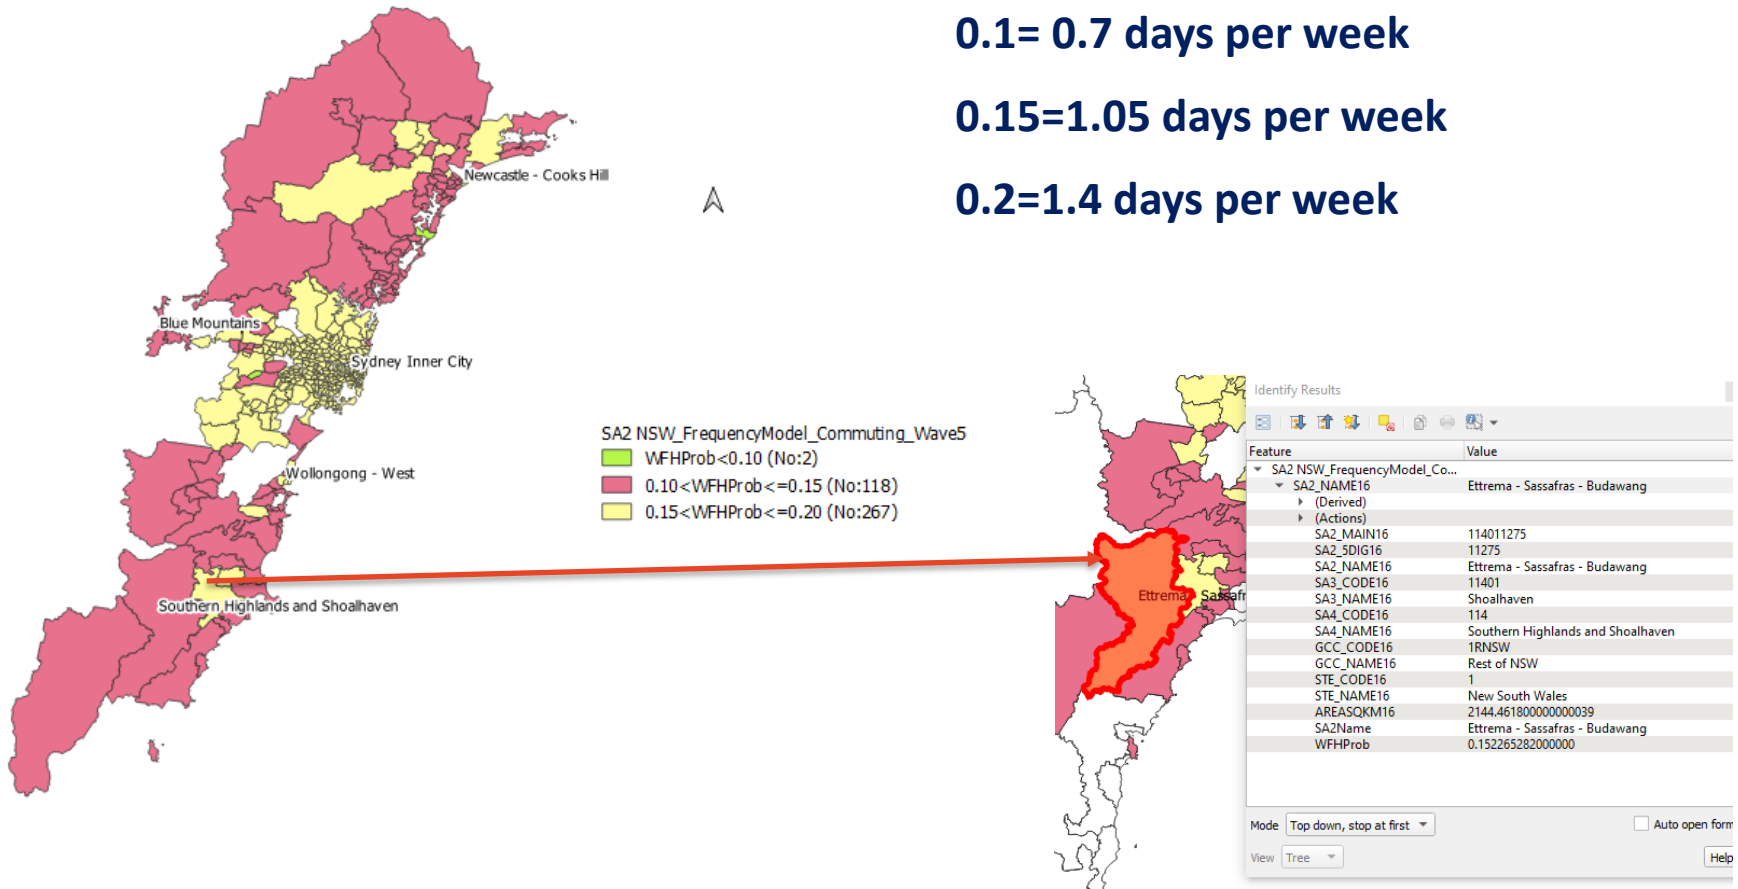 0.1= 0.7 days per week
0.15=1.05 days per week
0.2=1.4 days per week
Newcastle - Cooks Hill
Blue Mountains
Sydney Inner City
Wollongong - West
Southern Highlands and Shoalhaven
SA2 NSW_FrequencyModel_Commuting_Wave5
WFHProb<0.10 (No:2)
0.10<WFHProb<=0.15 (No:118)
0.15<WFHProb<=0.20 (No:267)
Ettrema Sassafr
Identify Results
Feature Value
SA2 NSW_FrequencyModel_Co...
SA2_NAME16 Ettrema - Sassafras - Budawang
(Derived)
(Actions)
SA2_MAIN16 114011275
SA2_5DIG16 11275
SA2_NAME16 Ettrema - Sassafras - Budawang
SA3_CODE16 11401
SA3_NAME16 Shoalhaven
SA4_CODE16 114
SA4_NAME16 Southern Highlands and Shoalhaven
GCC_CODE16 1RNSW
GCC_NAME16 Rest of NSW
STE_CODE16 1
STE_NAME16 New South Wales
AREASQKM16 2144.461800000000039
SA2Name Ettrema - Sassafras - Budawang
WFHProb 0.152265282000000
Mode Top down, stop at first Auto open form
View Tree Help